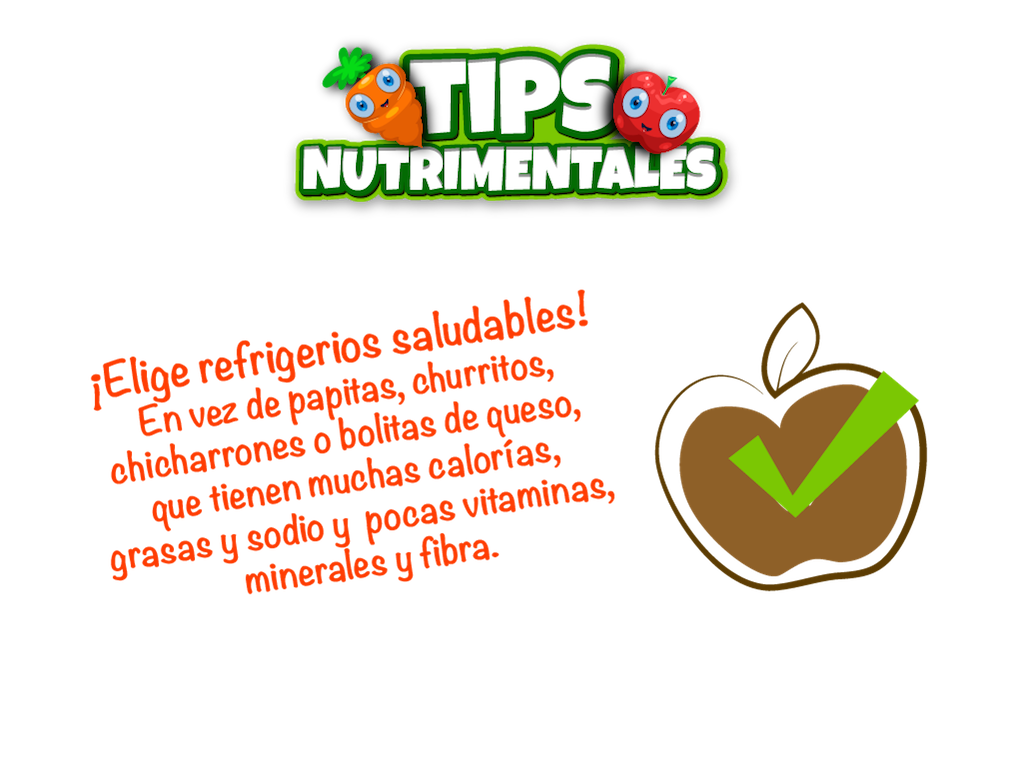 TIPS
NUTRIMENTALES
¡Elige refrigerios saludables!
En vez de papitas, churritos,
chicharrones o bolitas de queso,
que tienen muchas calorías,
grasas y sodio y pocas vitaminas,
minerales y fibra.